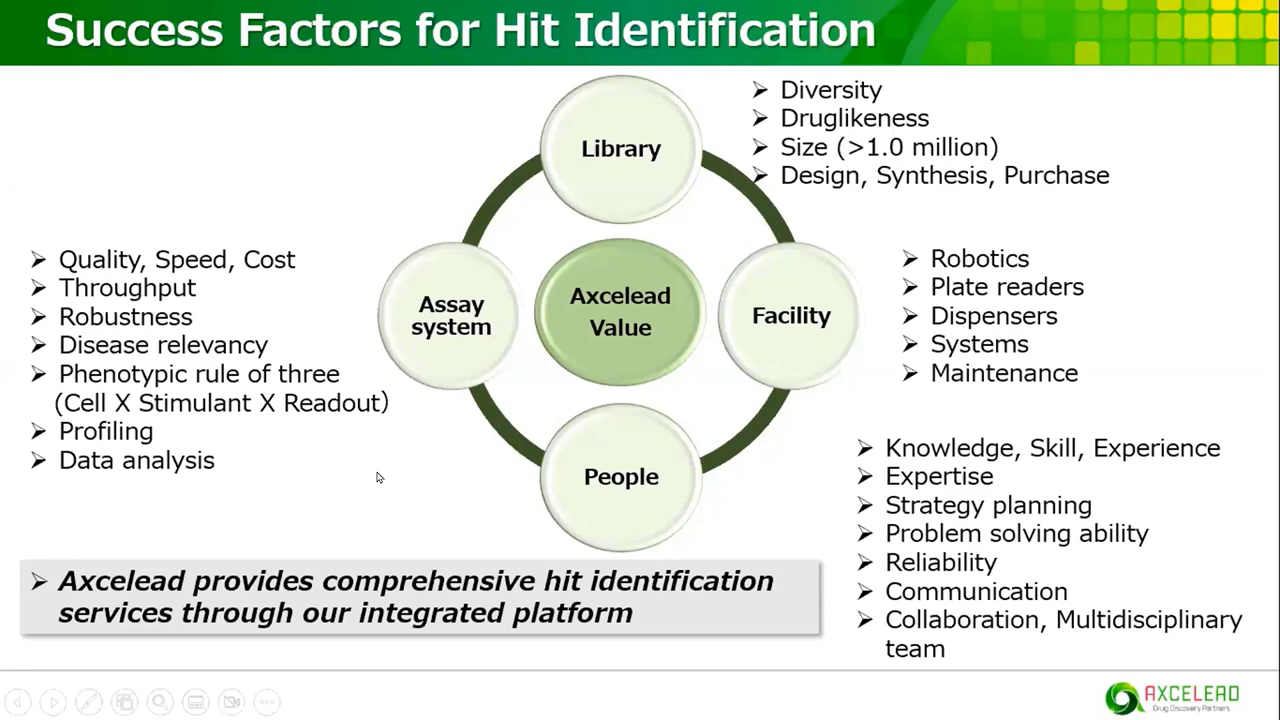 Success Factors for Hit Identification
Library
➢ Diversity
➢ Druglikeness
➢ Size (>1.0 million)
➢ Design, Synthesis, Purchase
➢ Quality, Speed, Cost
➢ Throughput
➢ Robustness
➢ Disease relevancy
➢ Phenotypic rule of three
(Cell X Stimulant X Readout)
➢ Profiling
➢ Data analysis
Assay
system
Axcelead
Value
Facility
➢ Robotics
➢ Plate readers
➢ Dispensers
➢ Systems
➢ Maintenance
People
➢ Knowledge, Skill, Experience
➢ Expertise
➢ Strategy planning
➢ Problem solving ability
➢ Reliability
➢ Communication
➢ Collaboration, Multidisciplinary
team
➢ Axcelead provides comprehensive hit identification
services through our integrated platform
AXCELEAD
Drug Discovery Partners